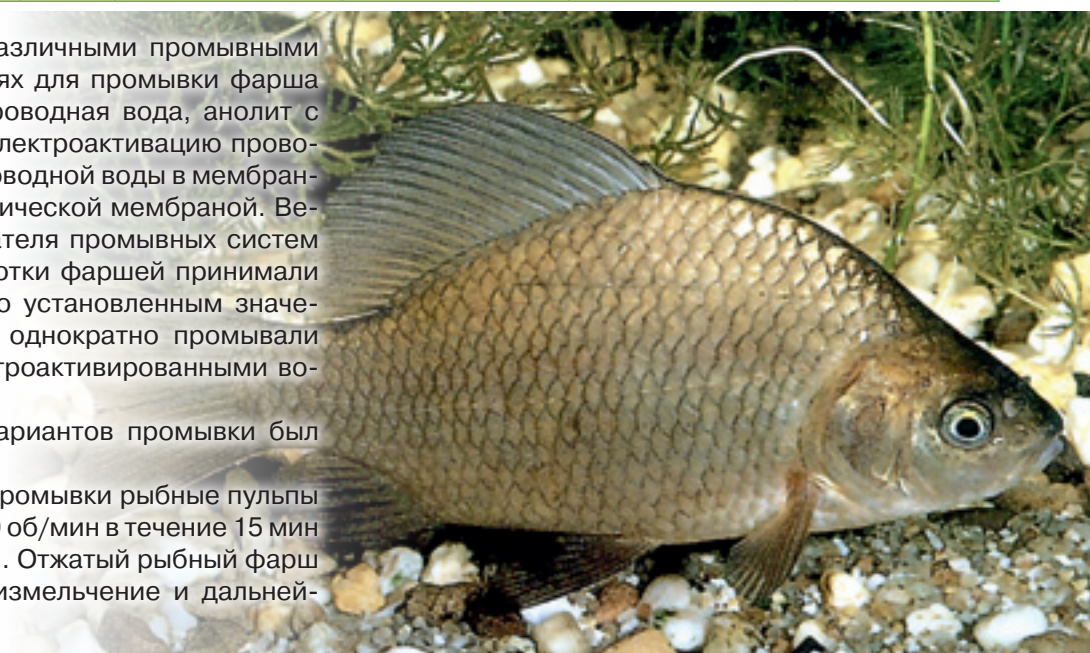 азличными промывными
ях для промывки фарша
роводная вода, анолит с
лектроактивацию прово-
оводной воды в мембран-
ической мембраной. Ве-
ателя промывных систем
отки фаршей принимали
о установленным значе-
однократно промывали
троактивированными во-
ариантов промывки был
ромывки рыбные пульпы
об/мин в течение 15 мин
. Отжатый рыбный фарш
измельчение и дальней-